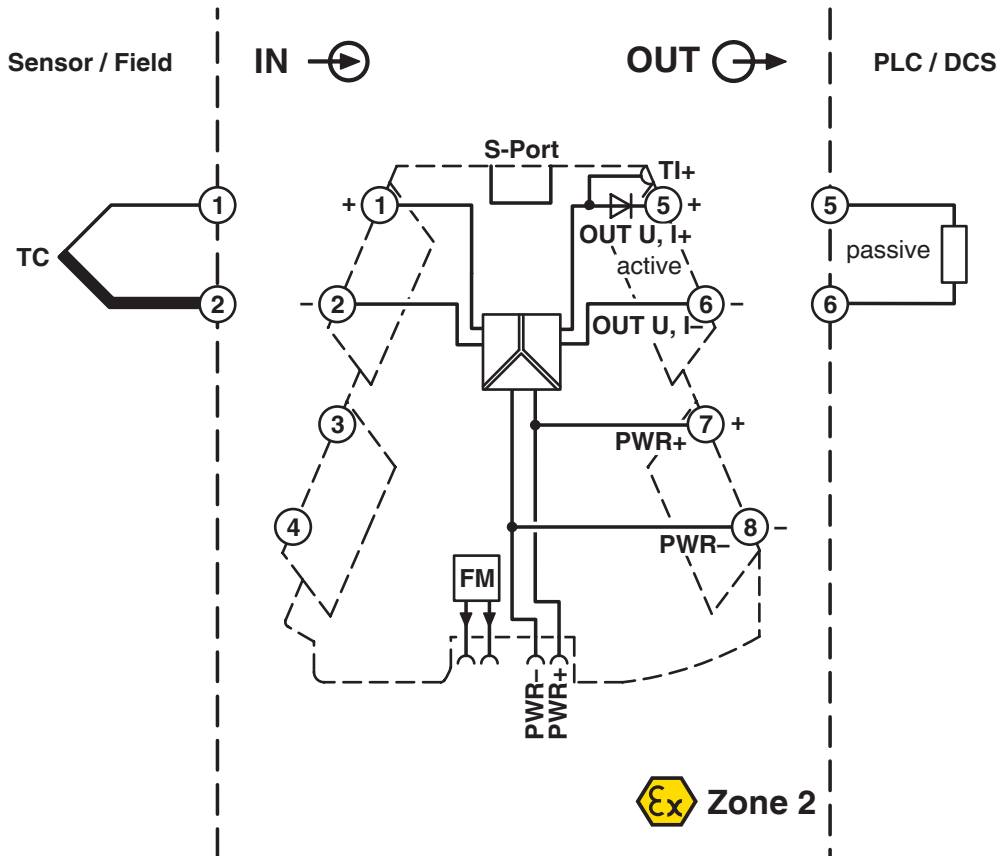 Sensor / Field
IN
OUT
PLC / DCS
S-Port
TI+
1
+
1
5
+
5
OUT U, I+
TC
active
passive
2
–
2
6
–
6
OUT U, I–
3
7
+
PWR+
4
8
–
PWR–
FM
PWR–
PWR+
Ex
Zone 2